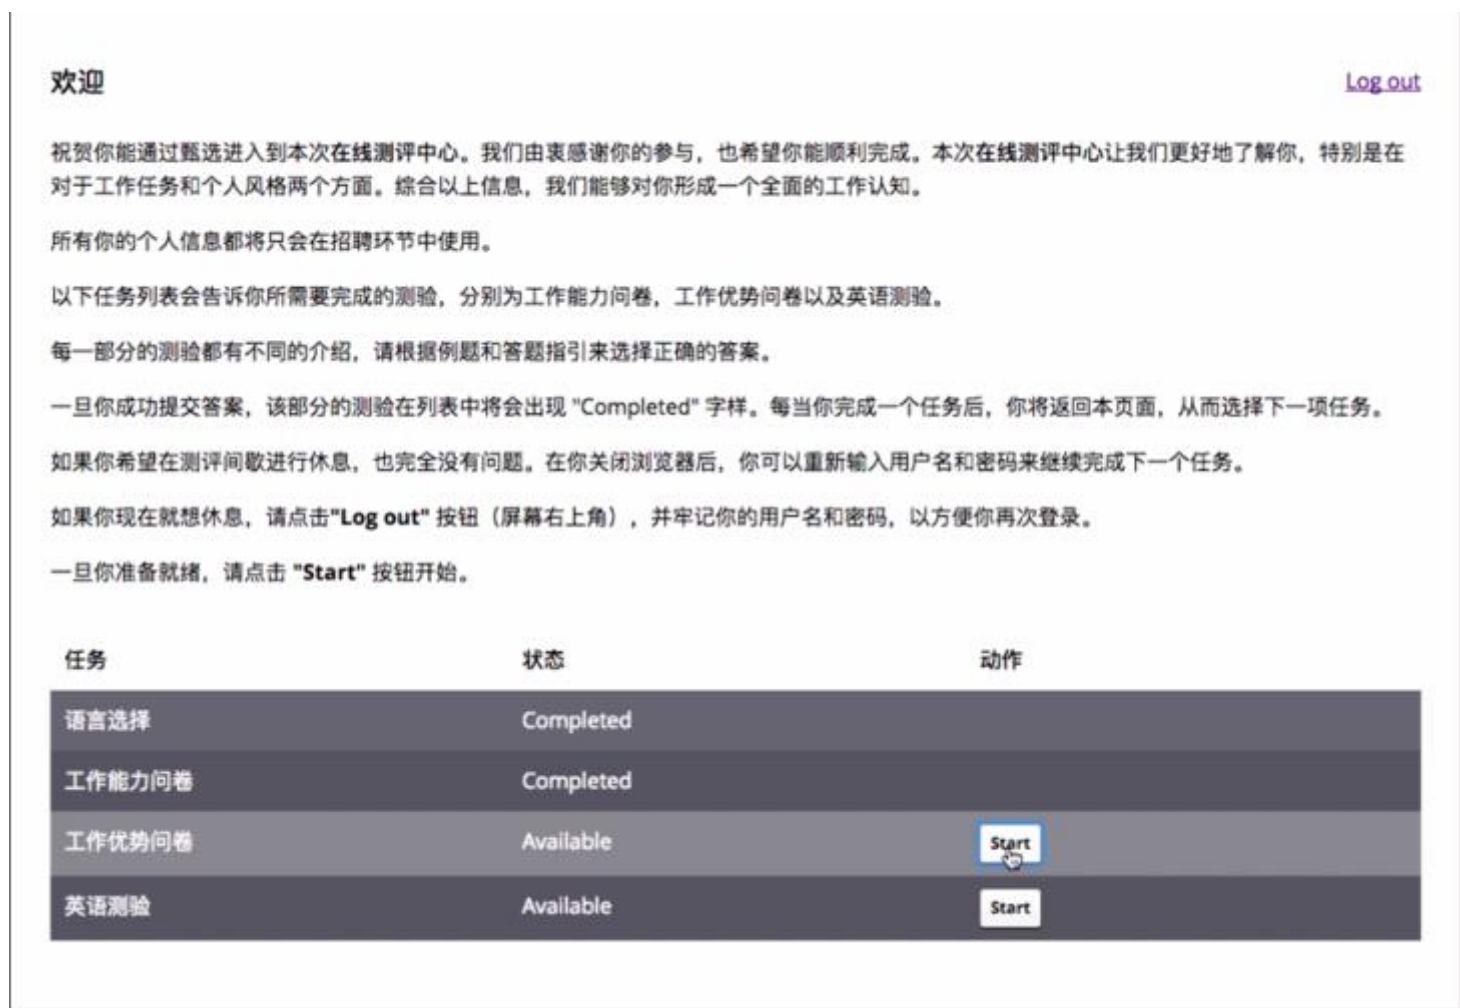 欢迎
Log out
祝贺你能通过甄选进入到本次在线测评中心。我们由衷感谢你的参与，也希望你能顺利完成。本次在线测评中心让我们更好地了解你，特别是在
对于工作任务和个人风格两个方面。综合以上信息，我们能够对你形成一个全面的工作认知。
所有你的个人信息都将只会在招聘环节中使用。
以下任务列表会告诉你所需要完成的测验，分别为工作能力问卷，工作优势问卷以及英语测验。
每一部分的测验都有不同的介绍，请根据例题和答题指引来选择正确的答案。
一旦你成功提交答案，该部分的测验在列表中将会出现 "Completed" 字样。每当你完成一个任务后，你将返回本页面，从而选择下一项任务。
如果你希望在测评间歇进行休息，也完全没有问题。在你关闭浏览器后，你可以重新输入用户名和密码来继续完成下一个任务。
如果你现在就想休息，请点击"Log out" 按钮（屏幕右上角），并牢记你的用户名和密码，以方便你再次登录。
一旦你准备就绪，请点击 "Start" 按钮开始。
任务 状态 动作
语言选择 Completed
工作能力问卷 Completed
工作优势问卷 Available Start
英语测验 Available Start